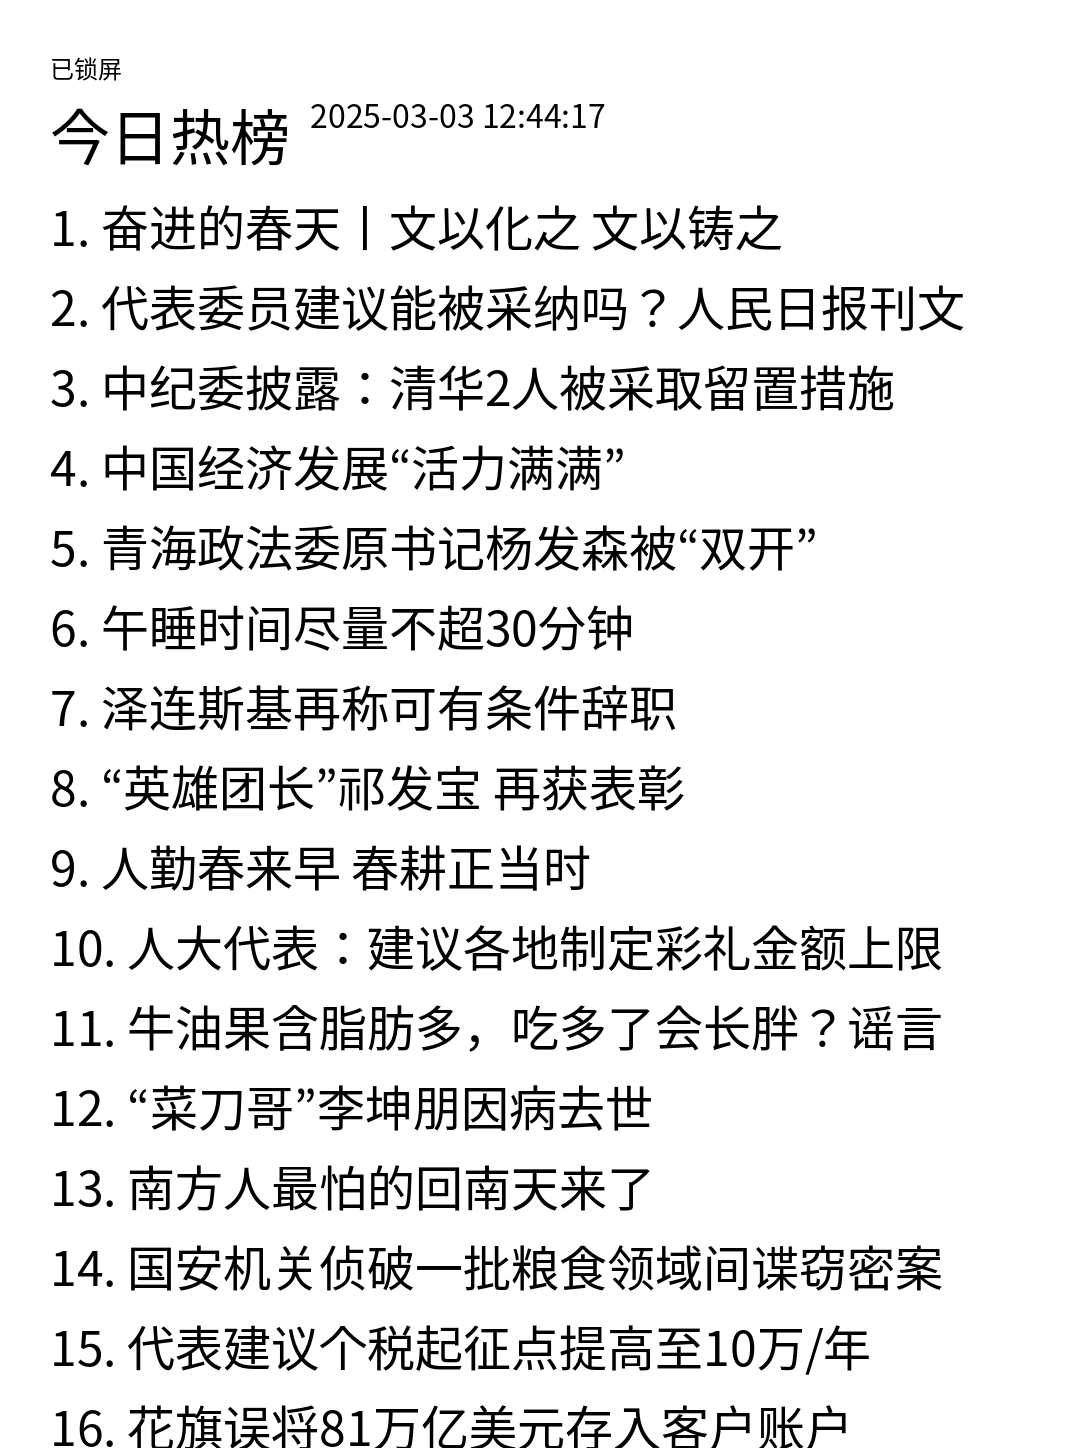 已锁屏
今日热榜 2025-03-03 12:44:17
1. 奋进的春天丨文以化之 文以铸之
2. 代表委员建议能被采纳吗？人民日报刊文
3. 中纪委披露：清华2人被采取留置措施
4. 中国经济发展“活力满满”
5. 青海政法委原书记杨发森被“双开”
6. 午睡时间尽量不超30分钟
7. 泽连斯基再称可有条件辞职
8. “英雄团长”祁发宝 再获表彰
9. 人勤春来早 春耕正当时
10. 人大代表：建议各地制定彩礼金额上限
11. 牛油果含脂肪多，吃多了会长胖？谣言
12. “菜刀哥”李坤朋因病去世
13. 南方人最怕的回南天来了
14. 国安机关侦破一批粮食领域间谍窃密案
15. 代表建议个税起征点提高至10万/年
16. 花旗误将81万亿美元存入客户账户